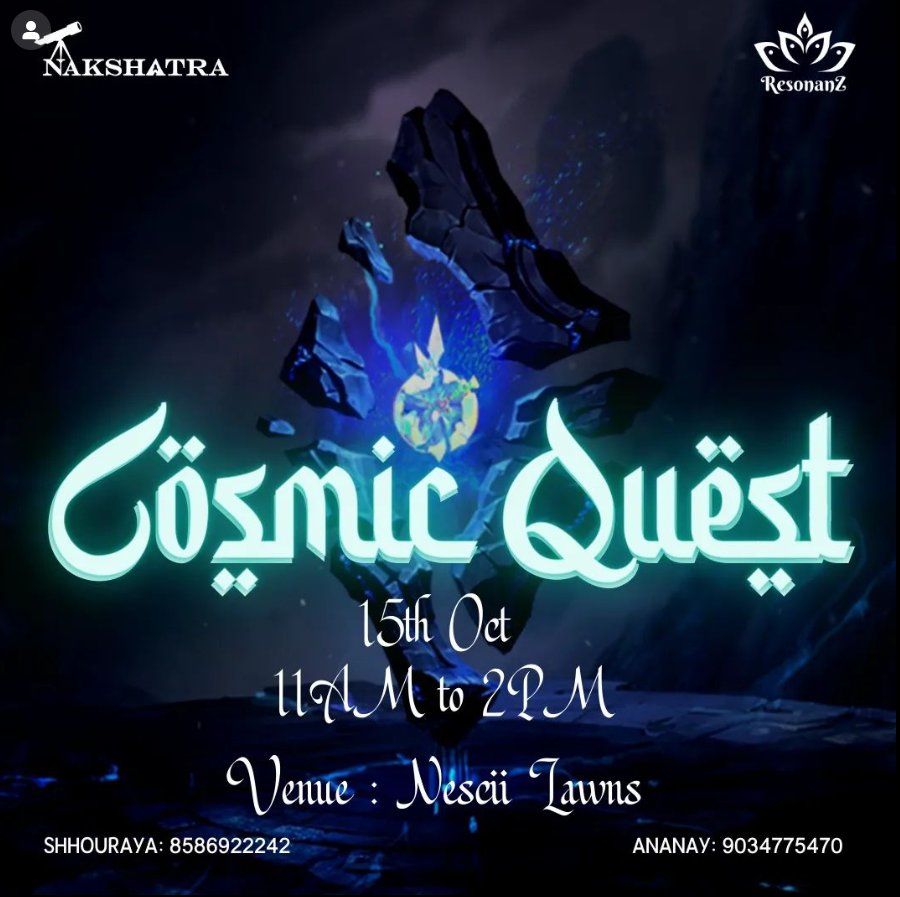 NAKSHATRA
ResonanZ
Cosmic Quest
15th Oct
11AM to 2PM
Venue : Nescii Lawns
SHHOURAYA: 8586922242
ANANAY: 9034775470